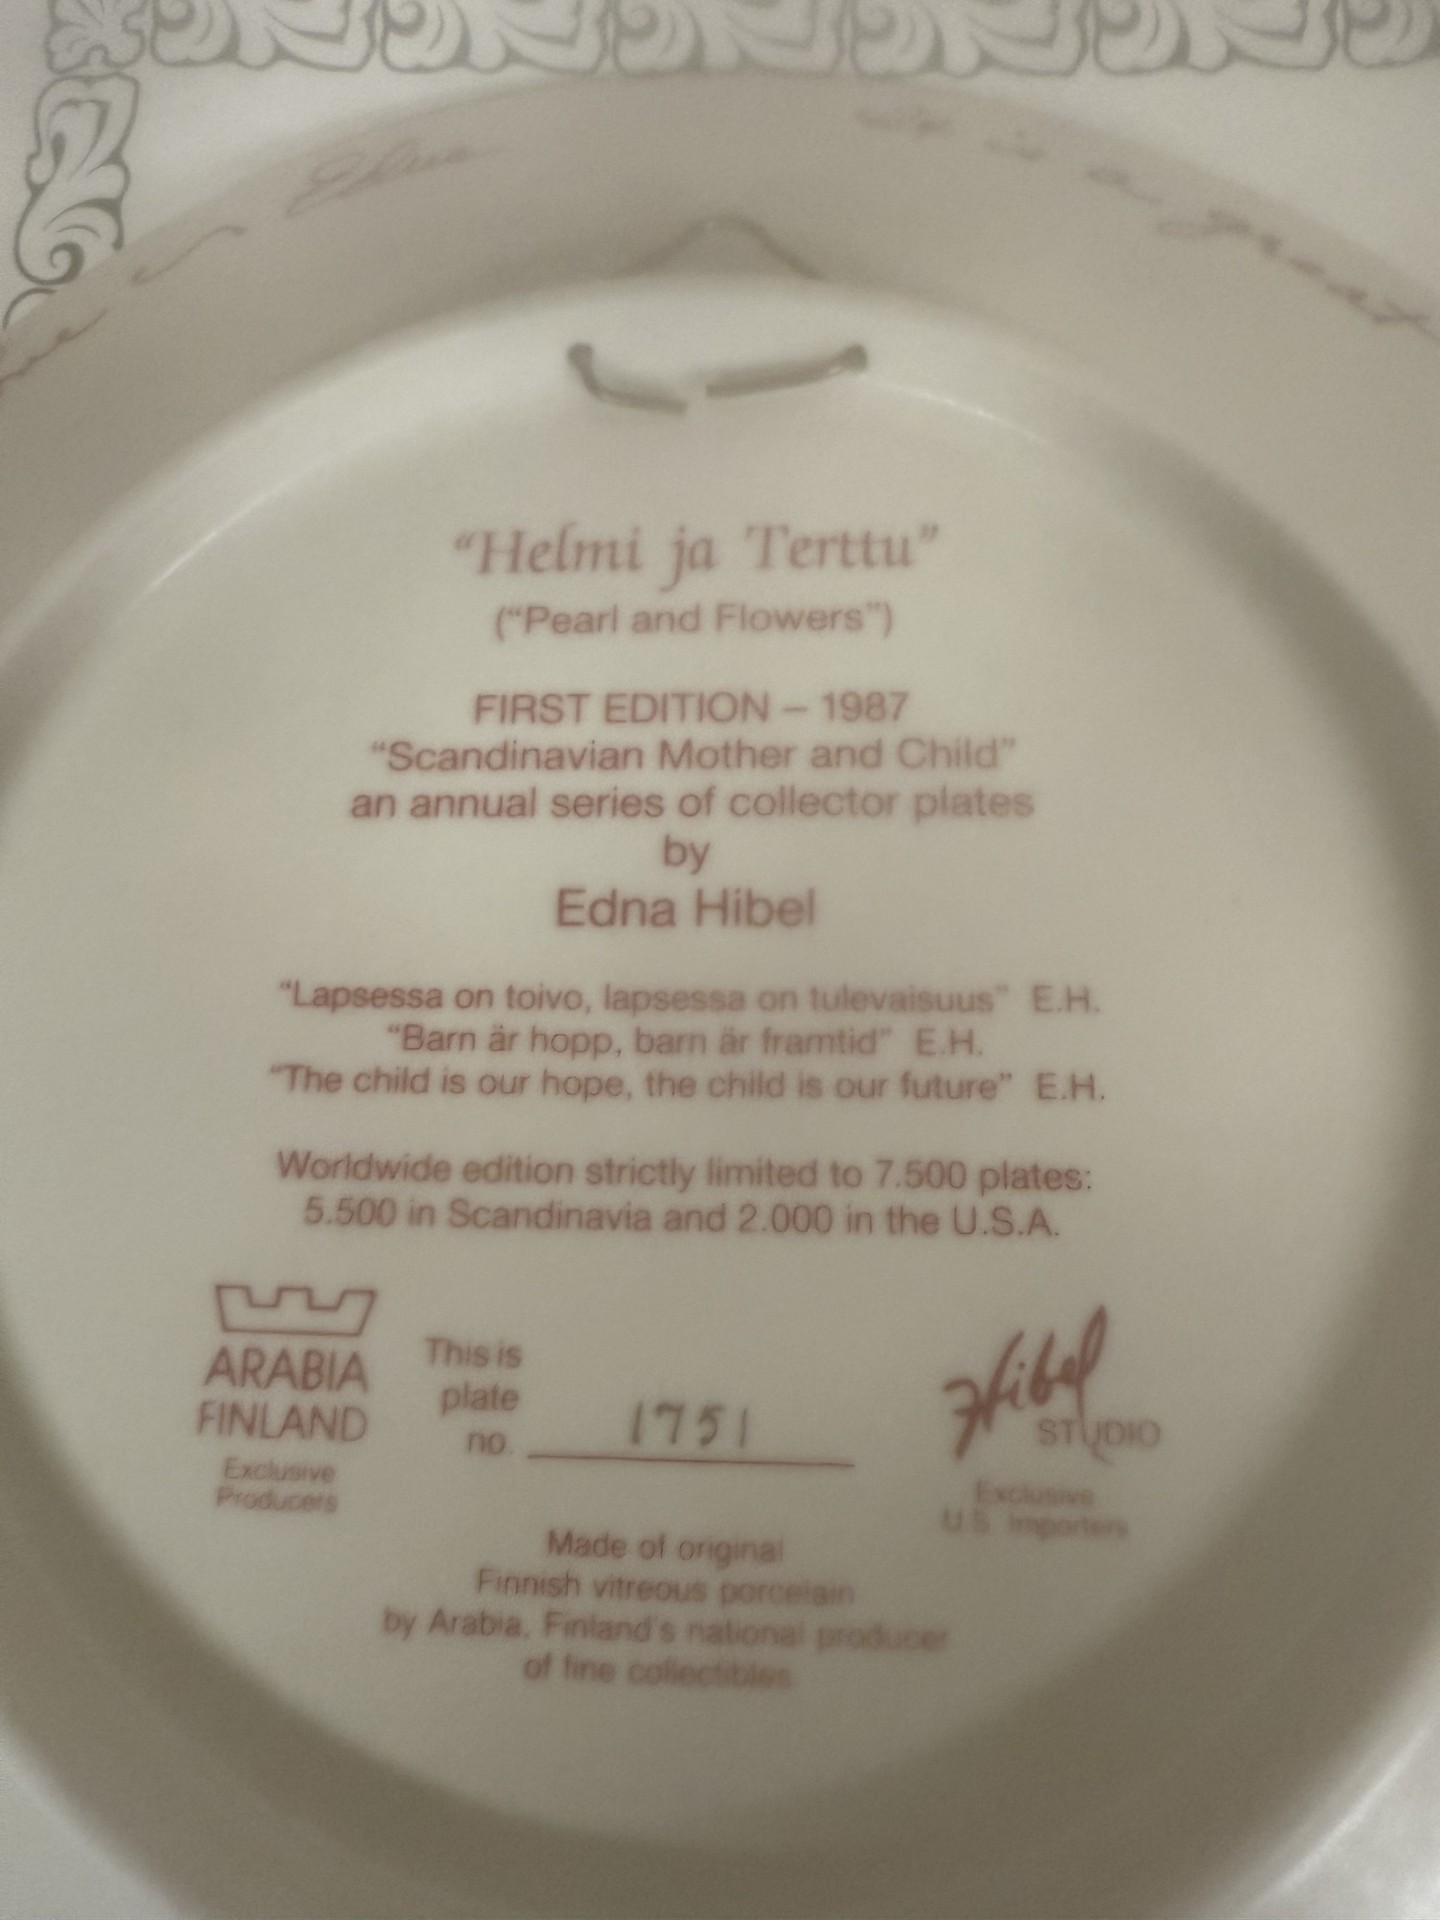 is a great
"Helmi ja Terttu"
("Pearl and Flowers")
FIRST EDITION – 1987
"Scandinavian Mother and Child"
an annual series of collector plates
by
Edna Hibel
"Lapsessa on toivo, lapsessa on tulevaisuus" E.H.
"Barn är hopp, barn är framtid" E.H.
"The child is our hope, the child is our future" E.H.
Worldwide edition strictly limited to 7.500 plates:
5.500 in Scandinavia and 2.000 in the U.S.A.
ARABIA
FINLAND
Exclusive
Producers
This is
plate
no. 1751
Hibel
STUDIO
Exclusive
U.S. Importers
Made of original
Finnish vitreous porcelain
by Arabia, Finland's national producer
of fine collectibles